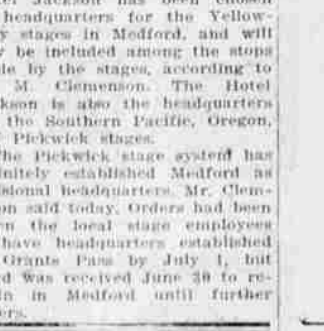 Jackson has been chosen
headquarters for the Yellow-
stages in Medford, and will
be included among the stops
by the stages, according to
M. Clemenson. The Hotel
kson is also the headquarters
the Southern Pacific, Oregon,
Pickwick stages.
he Pickwick stage system has
initely established Medford as
isional headquarters, Mr. Clem-
on said today. Orders had been
en the local stage employees
have headquarters established
Grants Pass by July 1, but
rd was received June 30 to re-
in in Medford until further
ers.